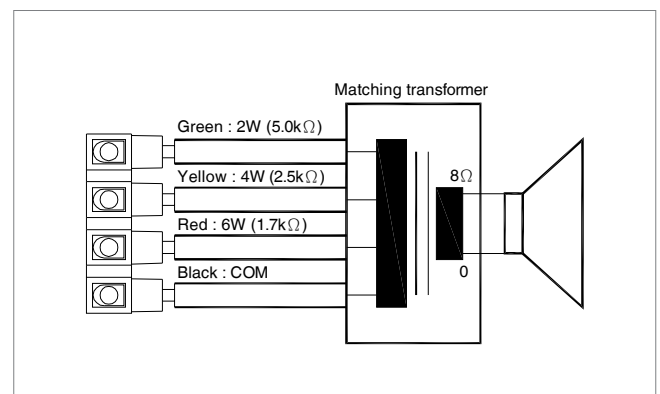 Matching transformer
Green : 2W (5.0kΩ)
Yellow : 4W (2.5kΩ)
8Ω
Red : 6W (1.7kΩ)
Black : COM
0